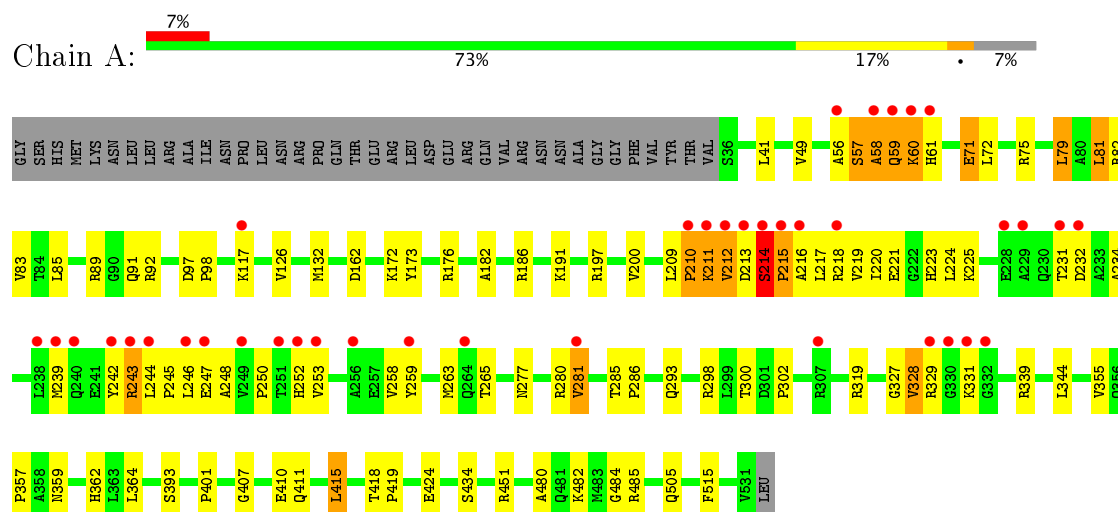 7%
Chain A:
73% 17% • 7%
GLY SER HIS MET LYS ASN LEU LEU ARG ALA ILE ASN PRO LEU ASN ARG PRO GLN THR GLU ARG LEU ASP GLU ARG GLN VAL ARG ASN ASN ALA GLY GLY PHE VAL TYR THR VAL S36 L41 V49 A56 S57 A58 Q59 K60 H61 E71 L72 R75 L79 A80 L81 R82
V83 T84 L85 R89 G90 Q91 R92 D97 P98 K117 V126 M132 D162 K172 Y173 R176 A182 R186 K191 R197 V200 L209 P210 K211 V212 D213 S214 P215 A216 L217 R218 V219 I220 E221 G222 H223 L224 K225 E228 A229 Q230 T231 D232 A233 A234
L238 M239 Q240 E241 Y242 R243 L244 P245 L246 E247 A248 V249 P250 T251 H252 V253 A256 E257 V258 Y259 M263 Q264 T265 N277 R280 V281 T285 P286 Q293 R298 L299 T300 D301 P302 R307 R319 G327 V328 R329 G330 K331 G332 R339 L344 V355 Q356
P357 A358 N359 H362 L363 L364 S393 P401 G407 E410 Q411 L415 T418 P419 E424 S434 R451 A480 Q481 K482 M483 G484 R485 Q505 F515 V531 LEU